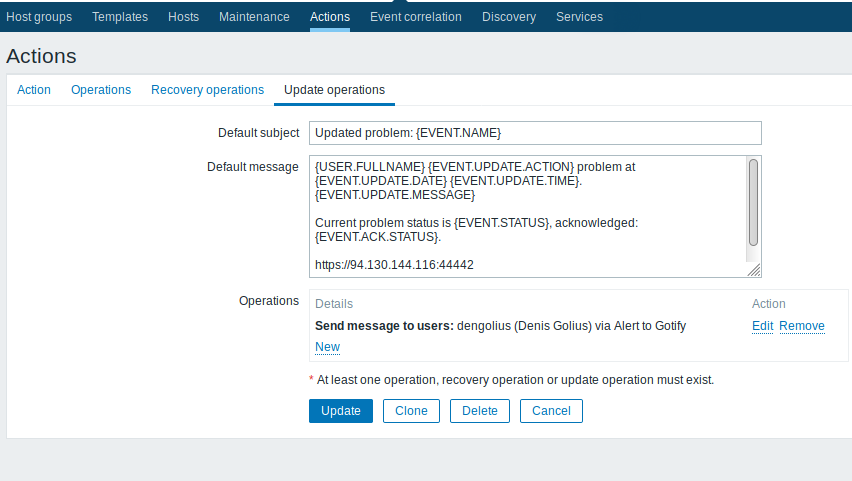 Host groups Templates Hosts Maintenance Actions Event correlation Discovery Services
Actions
Action Operations Recovery operations Update operations
Default subject Updated problem: {EVENT.NAME}
Default message {USER.FULLNAME} {EVENT.UPDATE.ACTION} problem at
{EVENT.UPDATE.DATE} {EVENT.UPDATE.TIME}.
{EVENT.UPDATE.MESSAGE}
Current problem status is {EVENT.STATUS}, acknowledged:
{EVENT.ACK.STATUS}.
https://94.130.144.116:44442
Operations Details Action
Send message to users: dengolius (Denis Golius) via Alert to Gotify Edit Remove
New
* At least one operation, recovery operation or update operation must exist.
Update Clone Delete Cancel